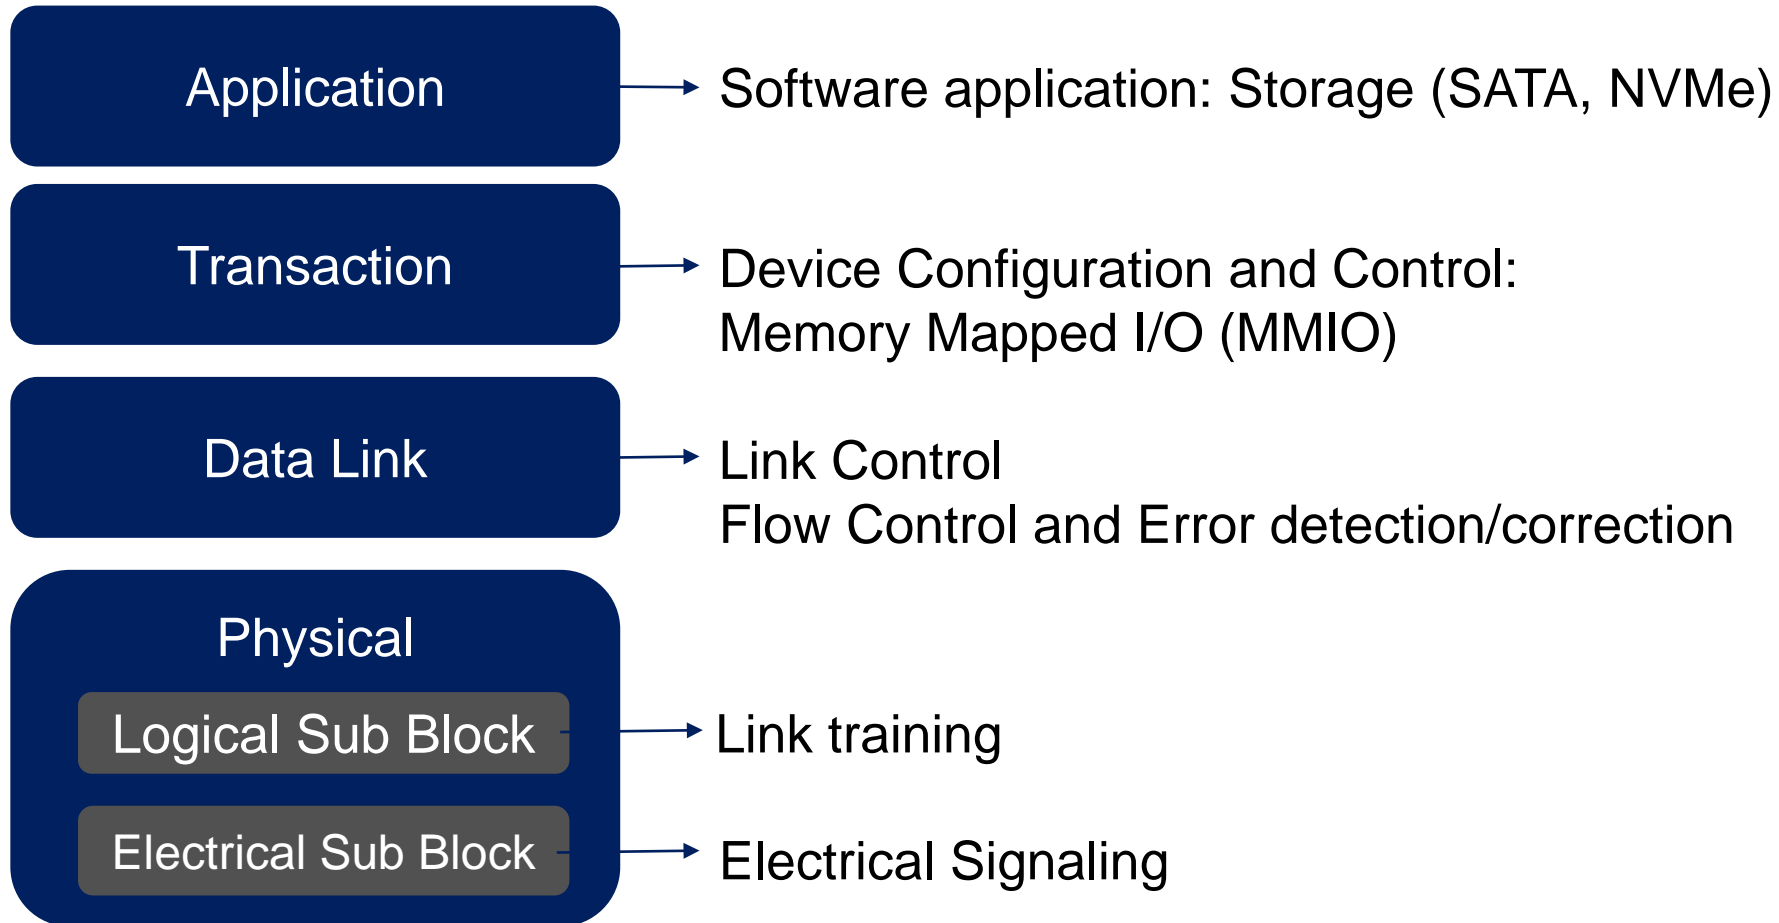 Application
Software application: Storage (SATA, NVMe)
Transaction
Device Configuration and Control:
Memory Mapped I/O (MMIO)
Data Link
Link Control
Flow Control and Error detection/correction
Physical
Logical Sub Block
Link training
Electrical Sub Block
Electrical Signaling